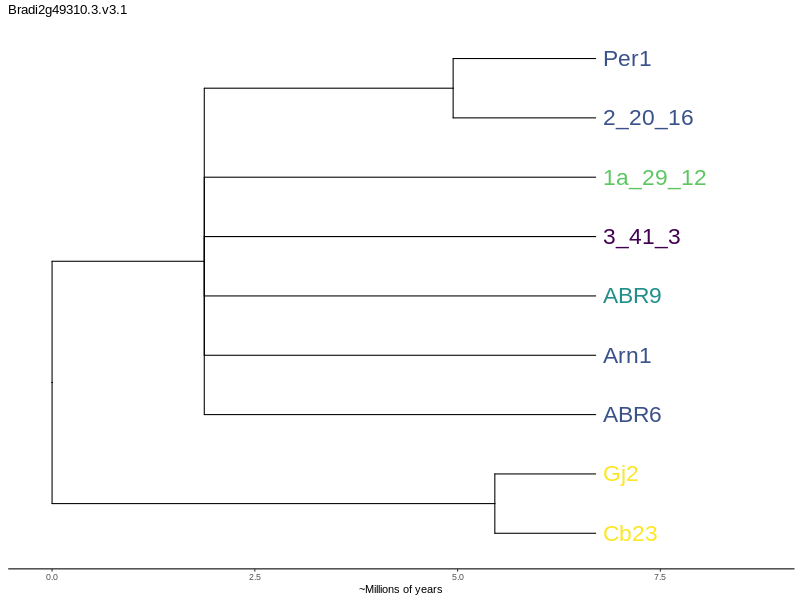 Bradi2g49310.3.v3.1
Per1
2_20_16
1a_29_12
3_41_3
ABR9
Arn1
ABR6
Gj2
Cb23
0.0 2.5 5.0 7.5
~Millions of years